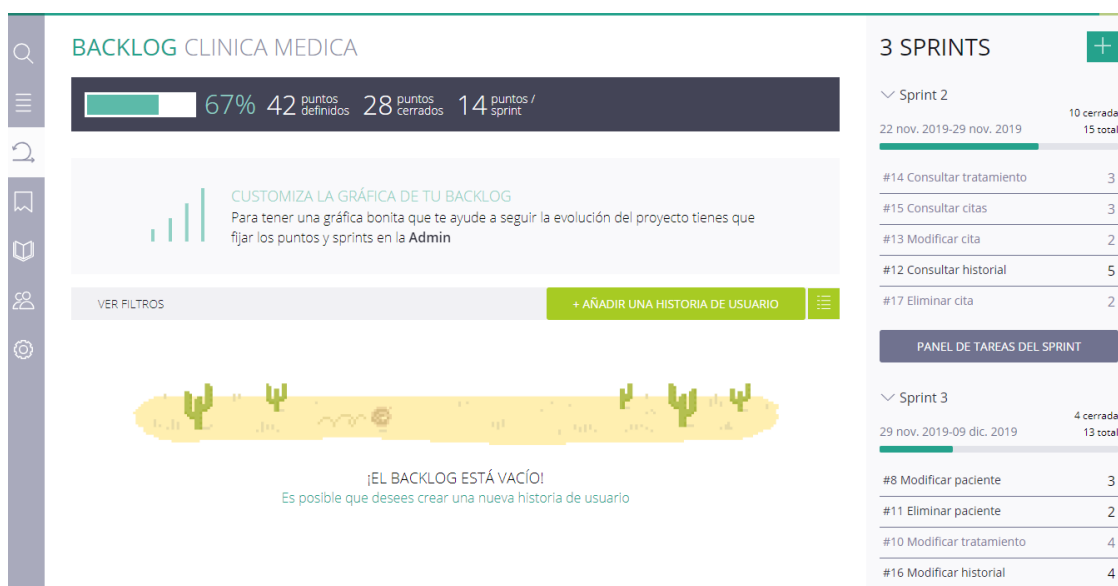 BACKLOG CLINICA MEDICA
67% 42 puntos definidos 28 puntos cerrados 14 puntos / sprint
CUSTOMIZA LA GRÁFICA DE TU BACKLOG
Para tener una gráfica bonita que te ayude a seguir la evolución del proyecto tienes que
fijar los puntos y sprints en la Admin
VER FILTROS
+ AÑADIR UNA HISTORIA DE USUARIO
¡EL BACKLOG ESTÁ VACÍO!
Es posible que desees crear una nueva historia de usuario
3 SPRINTS
Sprint 2
10 cerrada
22 nov. 2019-29 nov. 2019 15 total
#14 Consultar tratamiento 3
#15 Consultar citas 3
#13 Modificar cita 2
#12 Consultar historial 5
#17 Eliminar cita 2
PANEL DE TAREAS DEL SPRINT
Sprint 3
4 cerrada
29 nov. 2019-09 dic. 2019 13 total
#8 Modificar paciente 3
#11 Eliminar paciente 2
#10 Modificar tratamiento 4
#16 Modificar historial 4